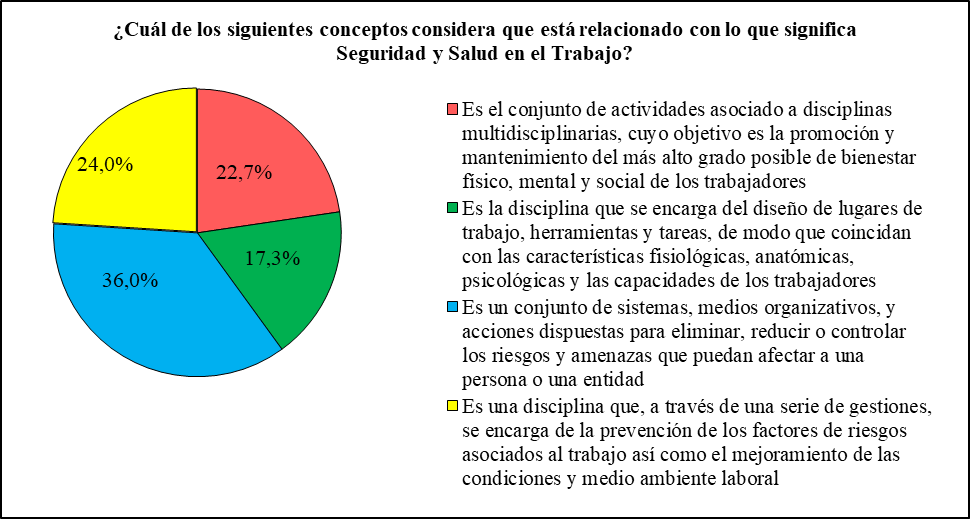 ¿Cuál de los siguientes conceptos considera que está relacionado con lo que significa
Seguridad y Salud en el Trabajo?
24,0%
22,7%
17,3%
36,0%
Es el conjunto de actividades asociado a disciplinas
multidisciplinarias, cuyo objetivo es la promoción y
mantenimiento del más alto grado posible de bienestar
físico, mental y social de los trabajadores
Es la disciplina que se encarga del diseño de lugares de
trabajo, herramientas y tareas, de modo que coincidan
con las características fisiológicas, anatómicas,
psicológicas y las capacidades de los trabajadores
Es un conjunto de sistemas, medios organizativos, y
acciones dispuestas para eliminar, reducir o controlar
los riesgos y amenazas que puedan afectar a una
persona o una entidad
Es una disciplina que, a través de una serie de gestiones,
se encarga de la prevención de los factores de riesgos
asociados al trabajo así como el mejoramiento de las
condiciones y medio ambiente laboral